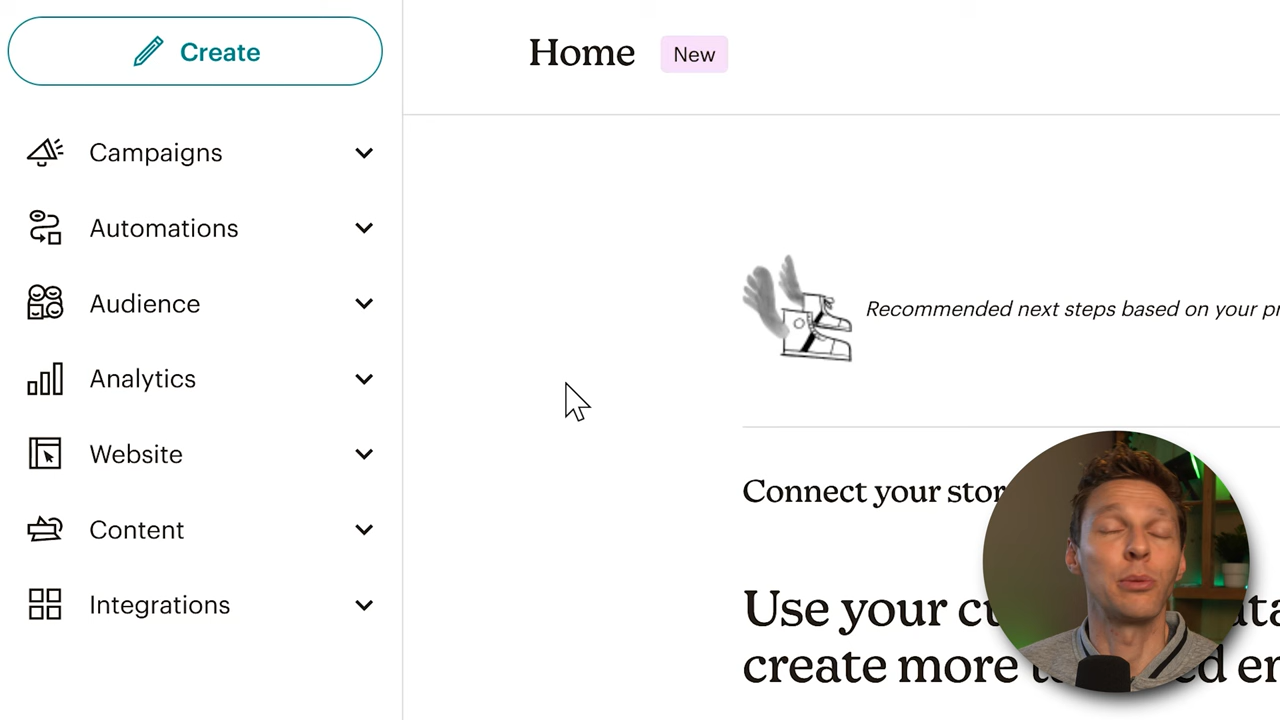 Create
Home
New
Campaigns
Automations
Audience
Analytics
Website
Content
Integrations
Recommended next steps based on your
Connect your
Use your
create more